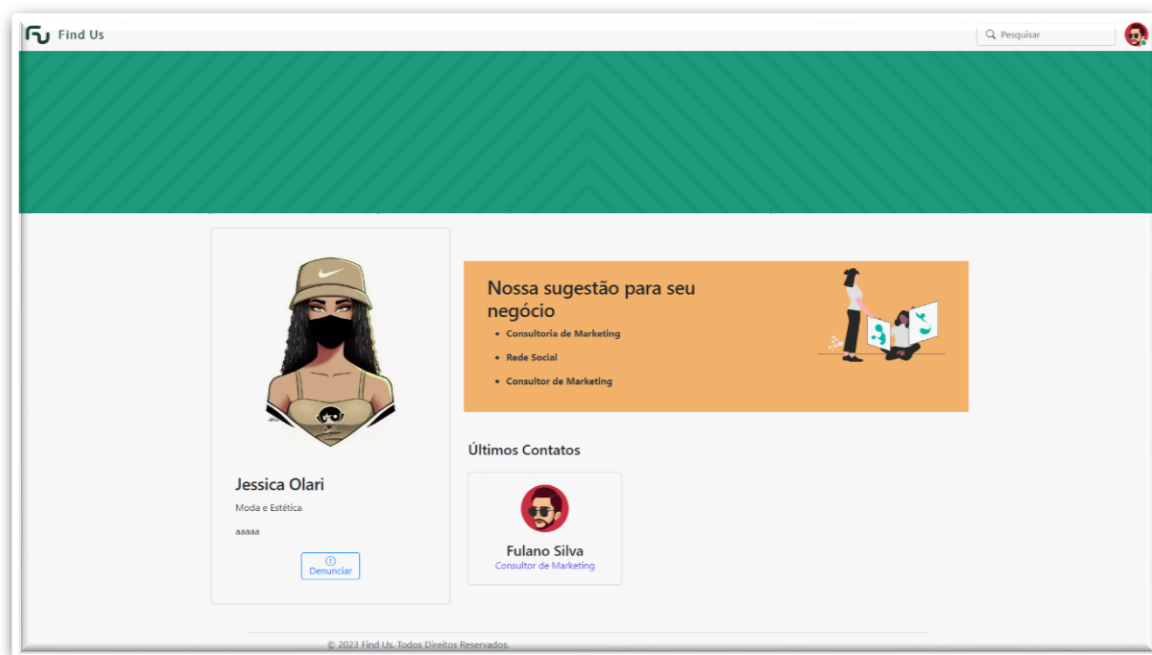 Find Us
Pesquisar
Nossa sugestão para seu
negócio
• Consultoria de Marketing
• Rede Social
• Consultor de Marketing
Últimos Contatos
Jessica Olari
Moda e Estética
aaaaa
Denunciar
Fulano Silva
Consultor de Marketing
© 2023 Find Us. Todos Direitos Reservados.